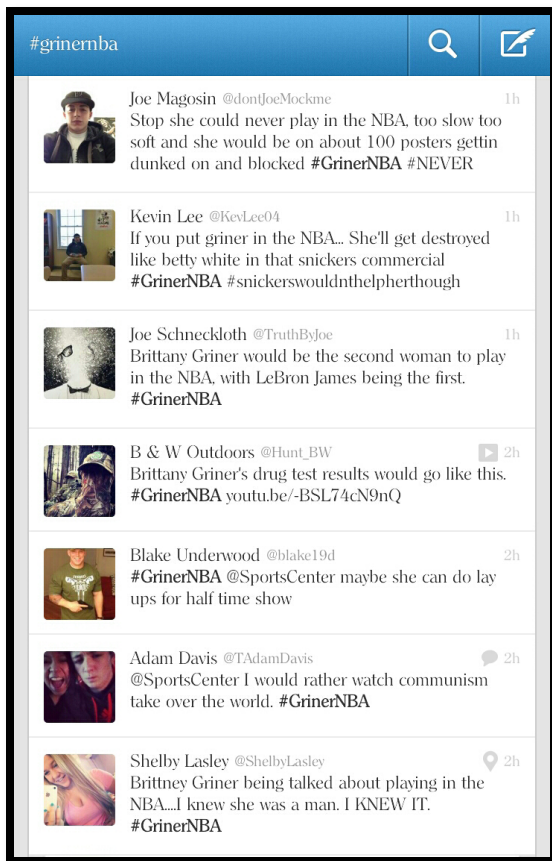 #grinernba
Joe Magosin @dontJoeMockme 1h
Stop she could never play in the NBA, too slow too
soft and she would be on about 100 posters gettin
dunked on and blocked #GrinerNBA #NEVER
Kevin Lee @KevLee04 1h
If you put griner in the NBA... She'll get destroyed
like betty white in that snickers commercial
#GrinerNBA #snickerswouldnthelpherthough
Joe Schneckloth @TruthByJoe 1h
Brittany Griner would be the second woman to play
in the NBA, with LeBron James being the first.
#GrinerNBA
B & W Outdoors @Hunt_BW 2h
Brittany Griner's drug test results would go like this.
#GrinerNBA youtu.be/-BSL74cN9nQ
Blake Underwood @blake19d 2h
#GrinerNBA @SportsCenter maybe she can do lay
ups for half time show
Adam Davis @TAdamDavis 2h
@SportsCenter I would rather watch communism
take over the world. #GrinerNBA
Shelby Lasley @ShelbyLasley 2h
Brittney Griner being talked about playing in the
NBA....I knew she was a man. I KNEW IT.
#GrinerNBA